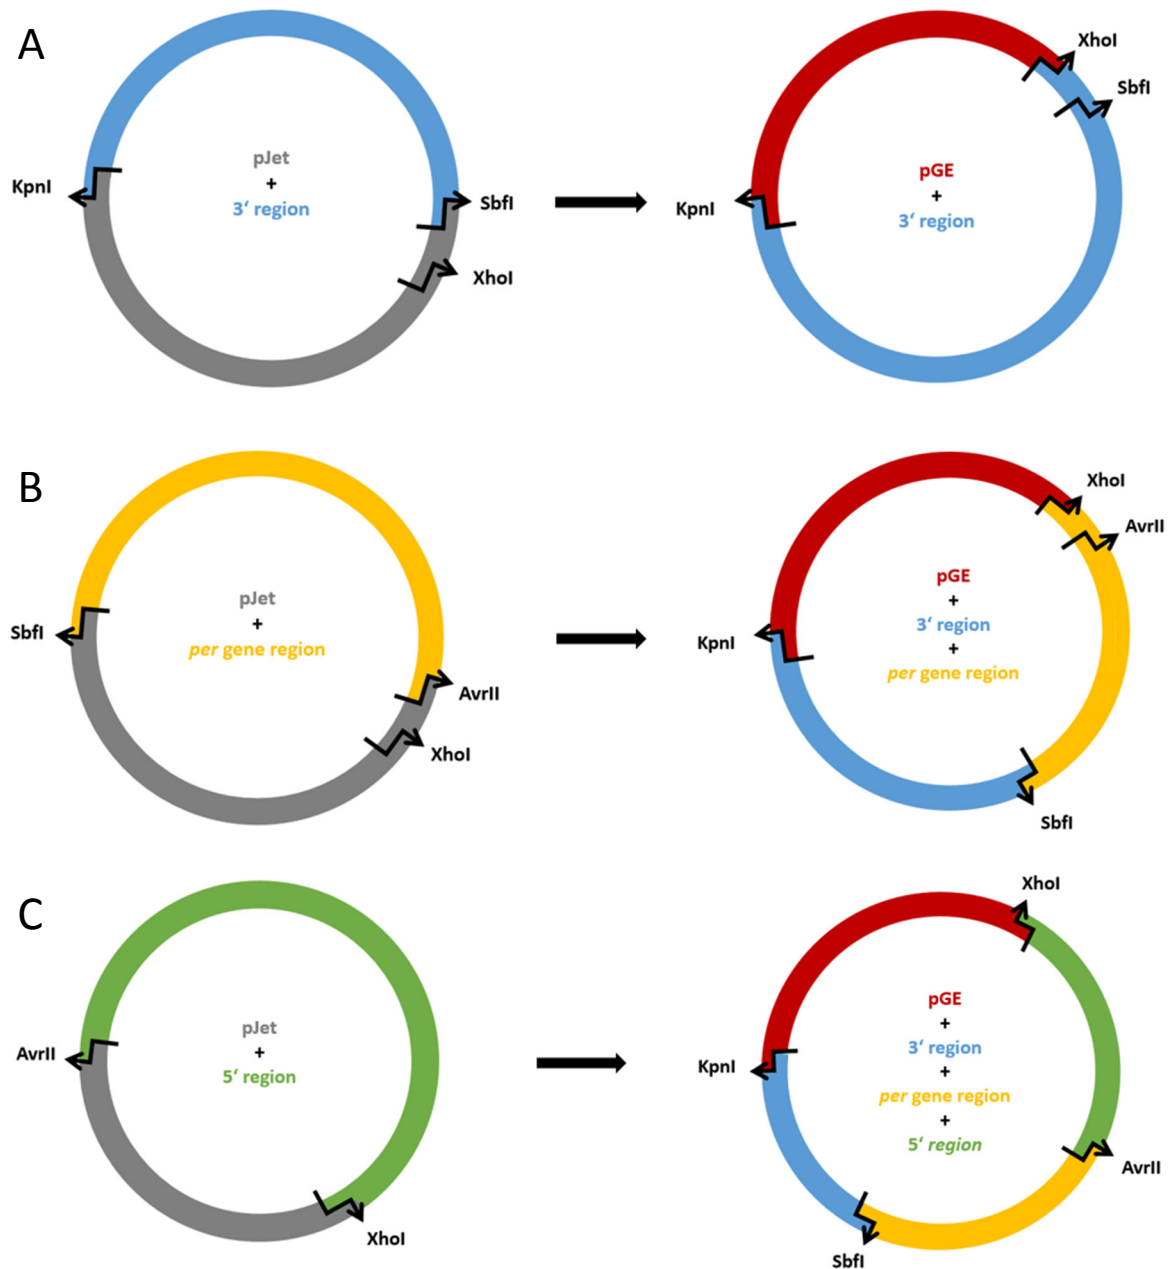 A
KpnI
pJet
+
3‘ region
SbfI
XhoI
XhoI
SbfI
KpnI
pGE
+
3‘ region
B
SbfI
pJet
+
per gene region
AvrII
XhoI
XhoI
AvrII
KpnI
pGE
+
3‘ region
+
per gene region
SbfI
C
AvrII
pJet
+
5‘ region
XhoI
XhoI
KpnI
pGE
+
3‘ region
+
per gene region
+
5‘ region
AvrII
SbfI